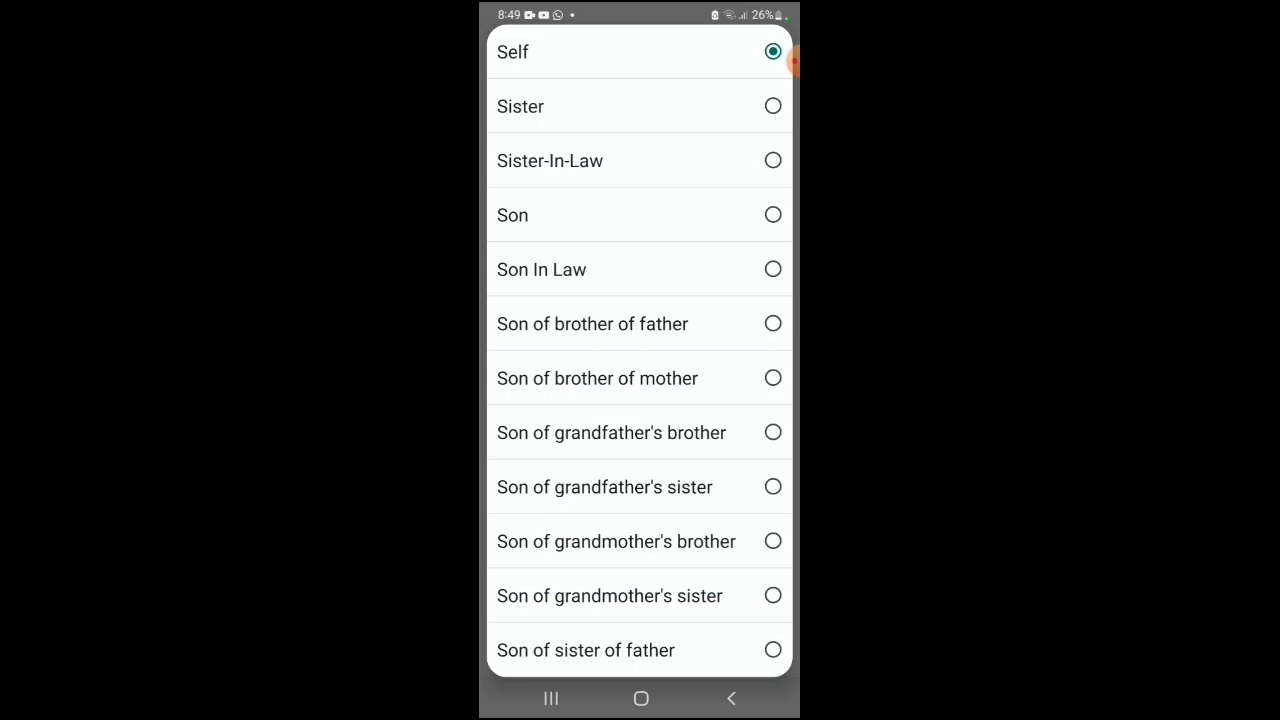 8:49
26%
Self
Sister
Sister-In-Law
Son
Son In Law
Son of brother of father
Son of brother of mother
Son of grandfather's brother
Son of grandfather's sister
Son of grandmother's brother
Son of grandmother's sister
Son of sister of father